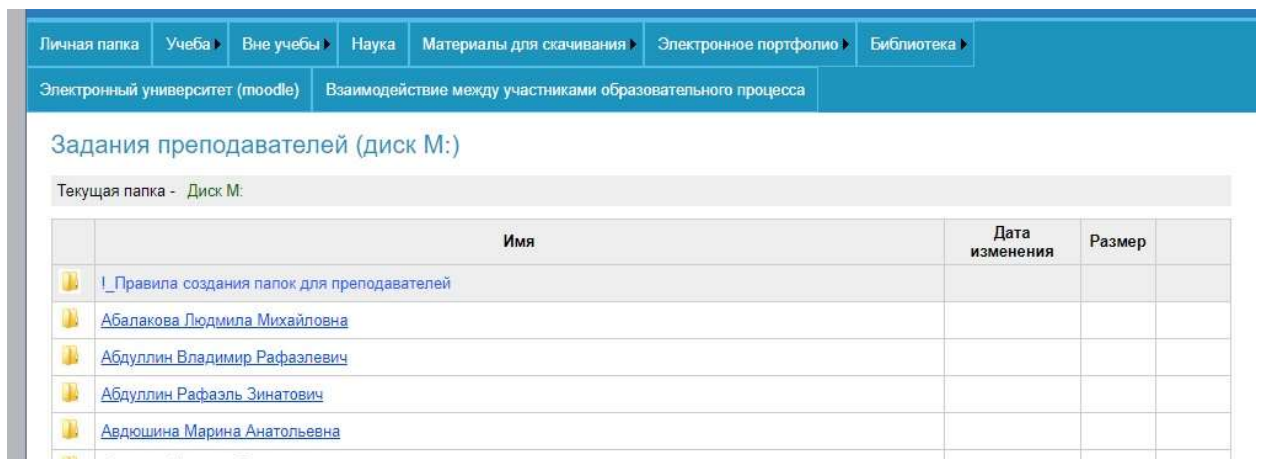 Личная папка Учеба Вне учебы Наука Материалы для скачивания Электронное портфолио Библиотека
Электронный университет (moodle) Взаимодействие между участниками образовательного процесса
Задания преподавателей (диск М:)
Текущая папка - Диск М:
Имя Дата изменения Размер
!_Правила создания папок для преподавателей
Абалакова Людмила Михайловна
Абдуллин Владимир Рафаэлевич
Абдуллин Рафаэль Зинатович
Авдюшина Марина Анатольевна